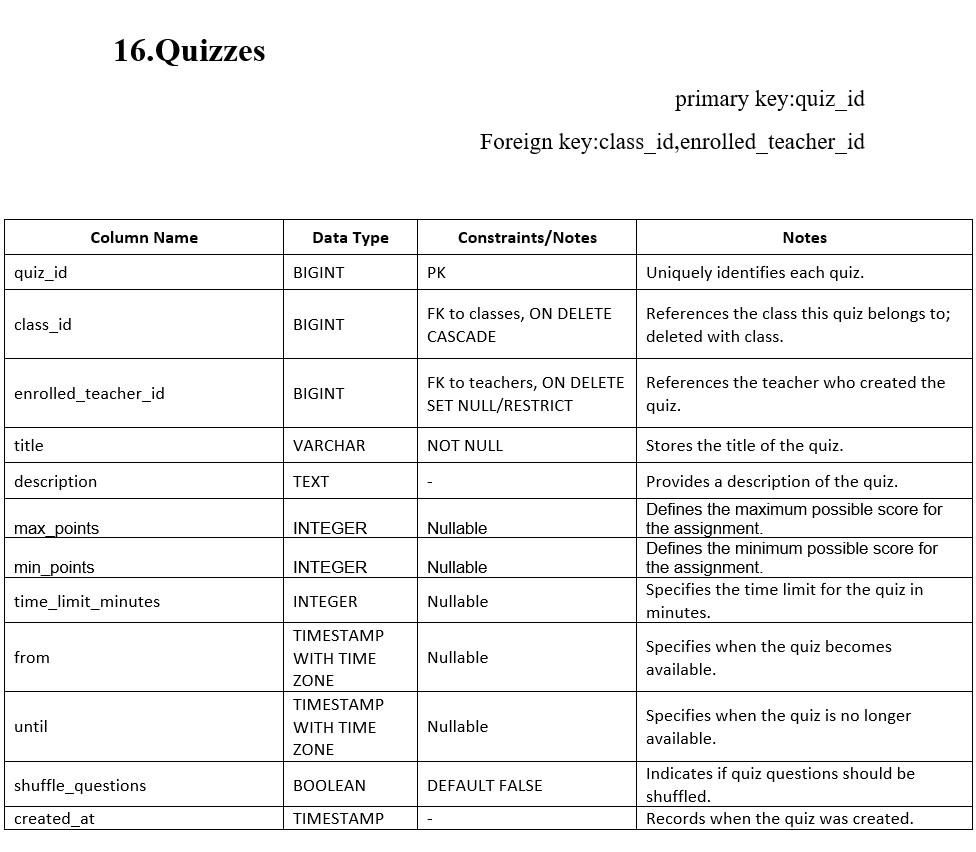 16.Quizzes
primary key:quiz_id
Foreign key:class_id,enrolled_teacher_id
Column Name Data Type Constraints/Notes Notes
quiz_id BIGINT PK Uniquely identifies each quiz.
class_id BIGINT FK to classes, ON DELETE
CASCADE References the class this quiz belongs to;
deleted with class.
enrolled_teacher_id BIGINT FK to teachers, ON DELETE
SET NULL/RESTRICT References the teacher who created the
quiz.
title VARCHAR NOT NULL Stores the title of the quiz.
description TEXT - Provides a description of the quiz.
max_points INTEGER Nullable Defines the maximum possible score for
the assignment.
min_points INTEGER Nullable Defines the minimum possible score for
the assignment.
time_limit_minutes INTEGER Nullable Specifies the time limit for the quiz in
minutes.
from TIMESTAMP
WITH TIME
ZONE Nullable Specifies when the quiz becomes
available.
until TIMESTAMP
WITH TIME
ZONE Nullable Specifies when the quiz is no longer
available.
shuffle_questions BOOLEAN DEFAULT FALSE Indicates if quiz questions should be
shuffled.
created_at TIMESTAMP - Records when the quiz was created.